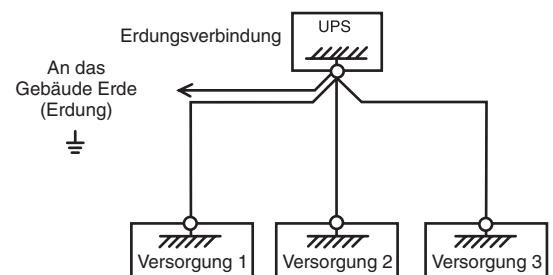 UPS
Erdungsverbindung
An das
Gebäude Erde
(Erdung)
Versorgung 1
Versorgung 2
Versorgung 3